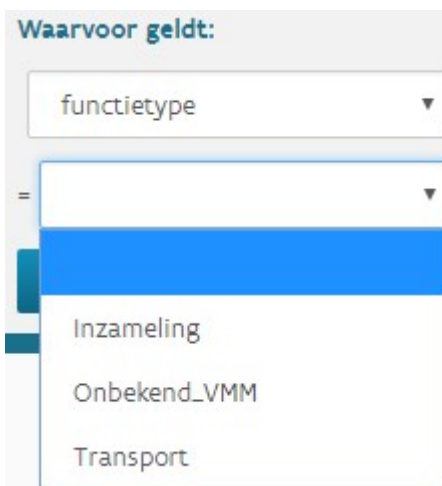 Waarvoor geldt:
functietype
=
Inzameling
Onbekend_VMM
Transport